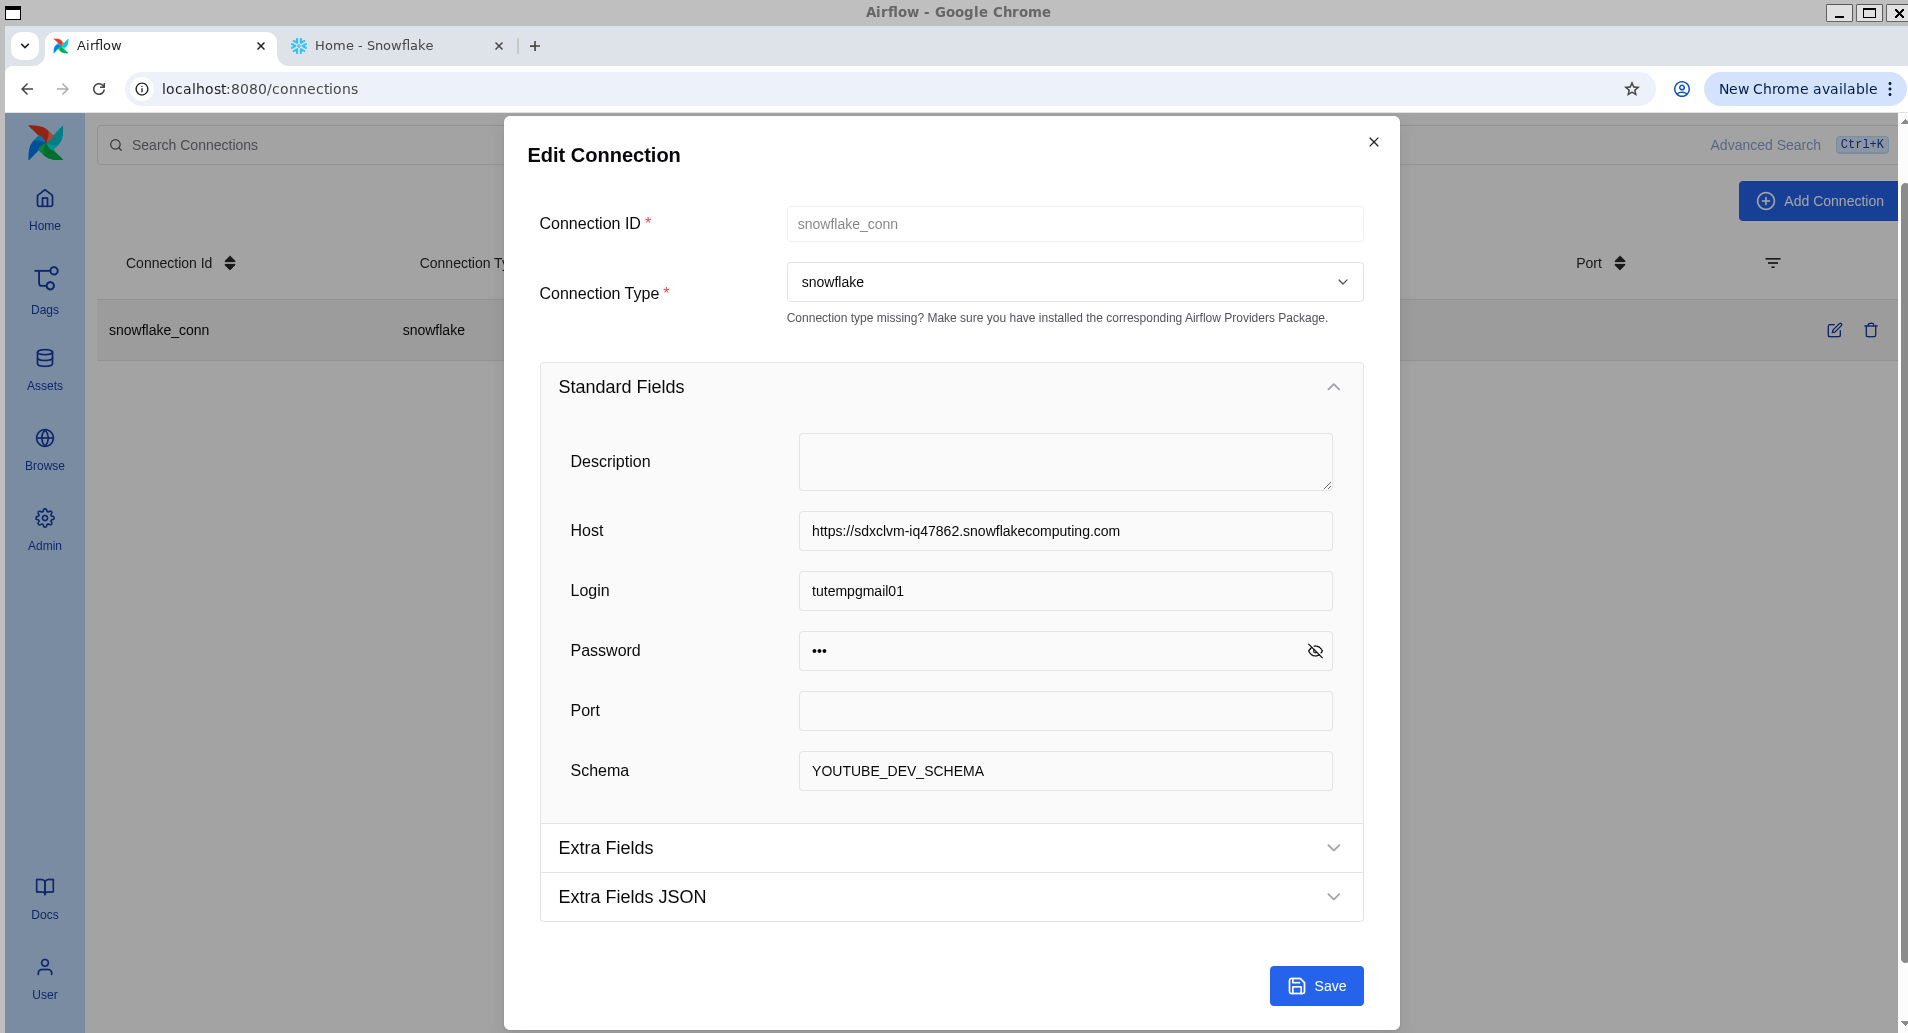 Airflow - Google Chrome
Airflow
Home - Snowflake
localhost:8080/connections
New Chrome available
Search Connections
Advanced Search
Ctrl+K
Home
Dags
Assets
Browse
Admin
Docs
User
Add Connection
Connection Id
Connection Ty
Port
snowflake_conn
snowflake
Edit Connection
Connection ID *
snowflake_conn
Connection Type *
snowflake
Connection type missing? Make sure you have installed the corresponding Airflow Providers Package.
Standard Fields
Description
Host
https://sdxclvm-iq47862.snowflakecomputing.com
Login
tutempgmail01
Password
•••
Port
Schema
YOUTUBE_DEV_SCHEMA
Extra Fields
Extra Fields JSON
Save